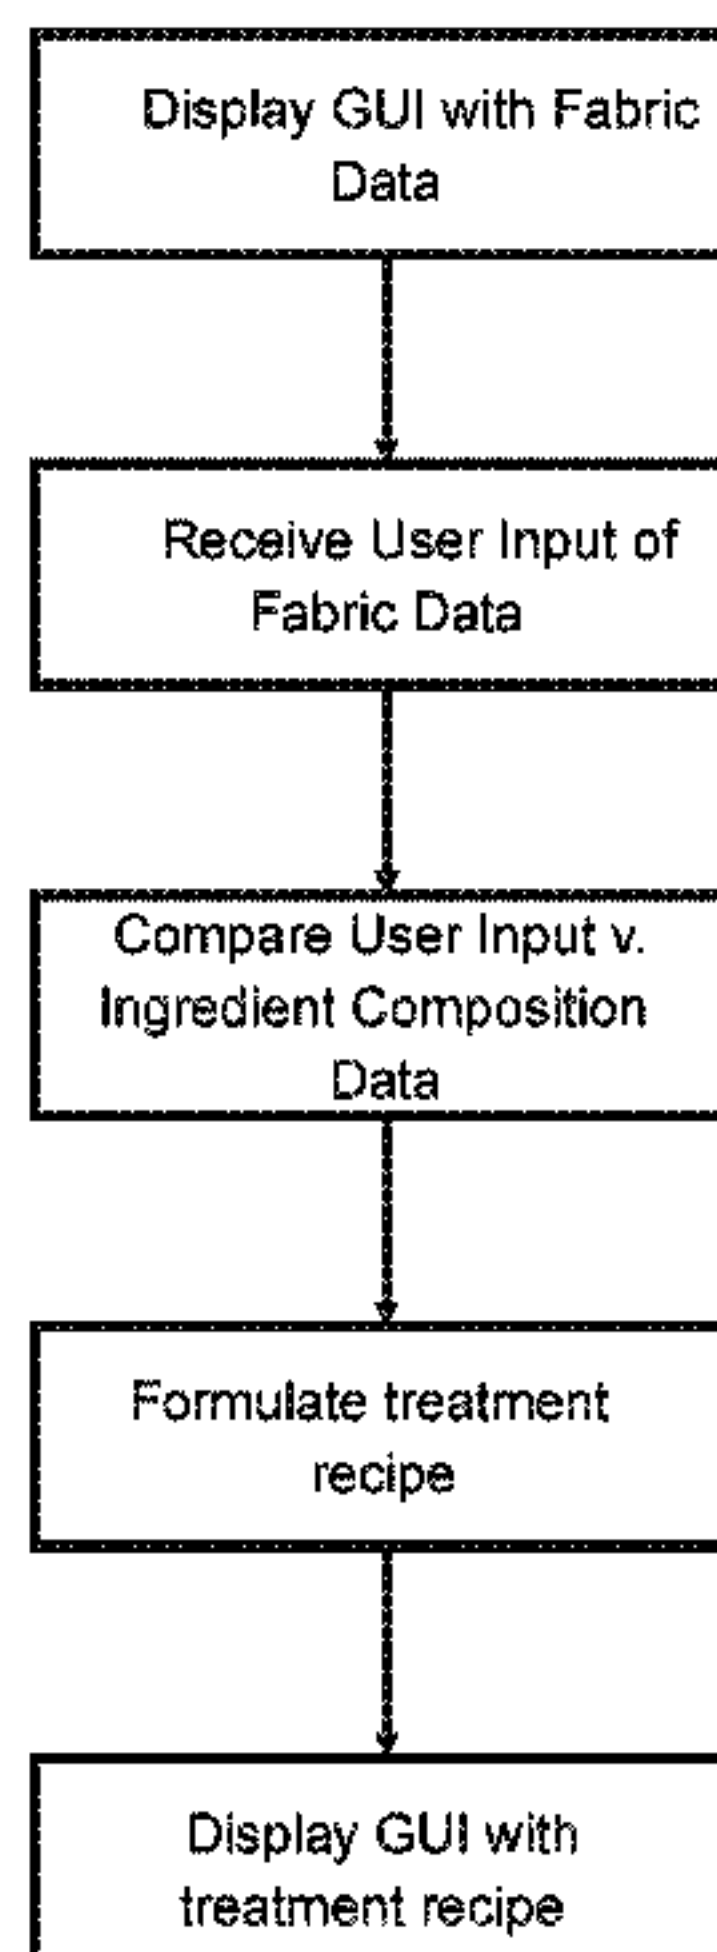 Display GUI with Fabric
Data
Receive User Input of
Fabric Data
Compare User Input v.
Ingredient Composition
Data
Formulate treatment
recipe
Display GUI with
treatment recipe